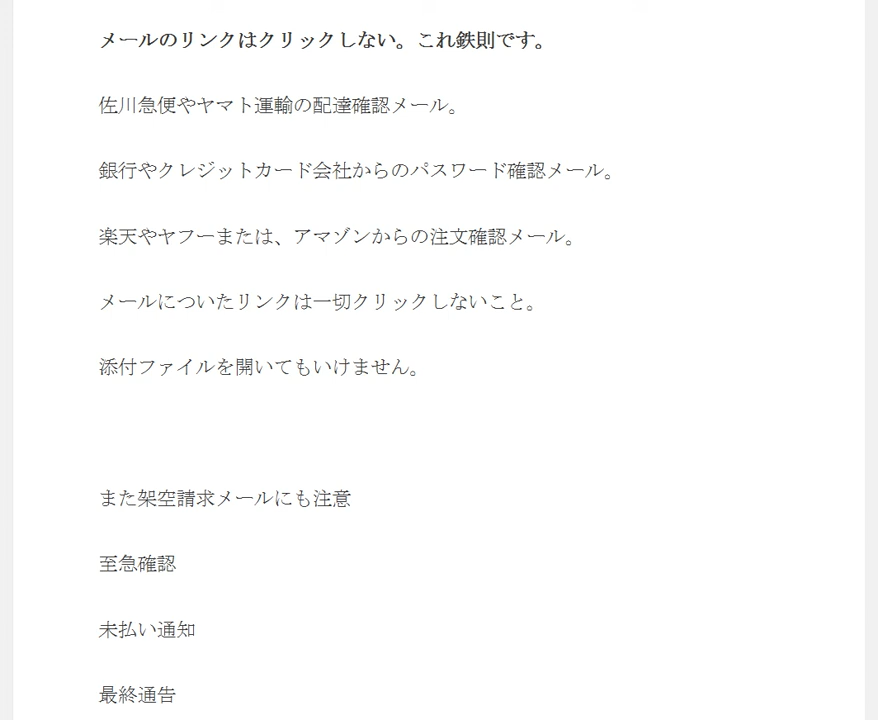 メールのリンクはクリックしない。これ鉄則です。
佐川急便やヤマト運輸の配達確認メール。
銀行やクレジットカード会社からのパスワード確認メール。
楽天やヤフーまたは、アマゾンからの注文確認メール。
メールについたリンクは一切クリックしないこと。
添付ファイルを開いてもいけません。
また架空請求メールにも注意
至急確認
未払い通知
最終通告